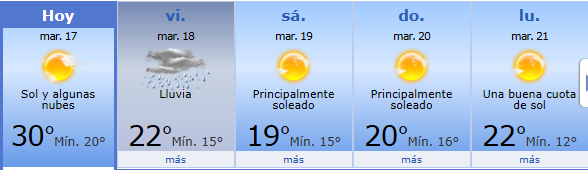 Hoy
mar. 17
Sol y algunas
nubes
30° Mín. 20°
vi.
mar. 18
Lluvia
22° Mín. 15°
más
sá.
mar. 19
Principalmente
soleado
19° Mín. 15°
más
do.
mar. 20
Principalmente
soleado
20° Mín. 16°
más
lu.
mar. 21
Una buena cuota
de sol
22° Mín. 12°
más